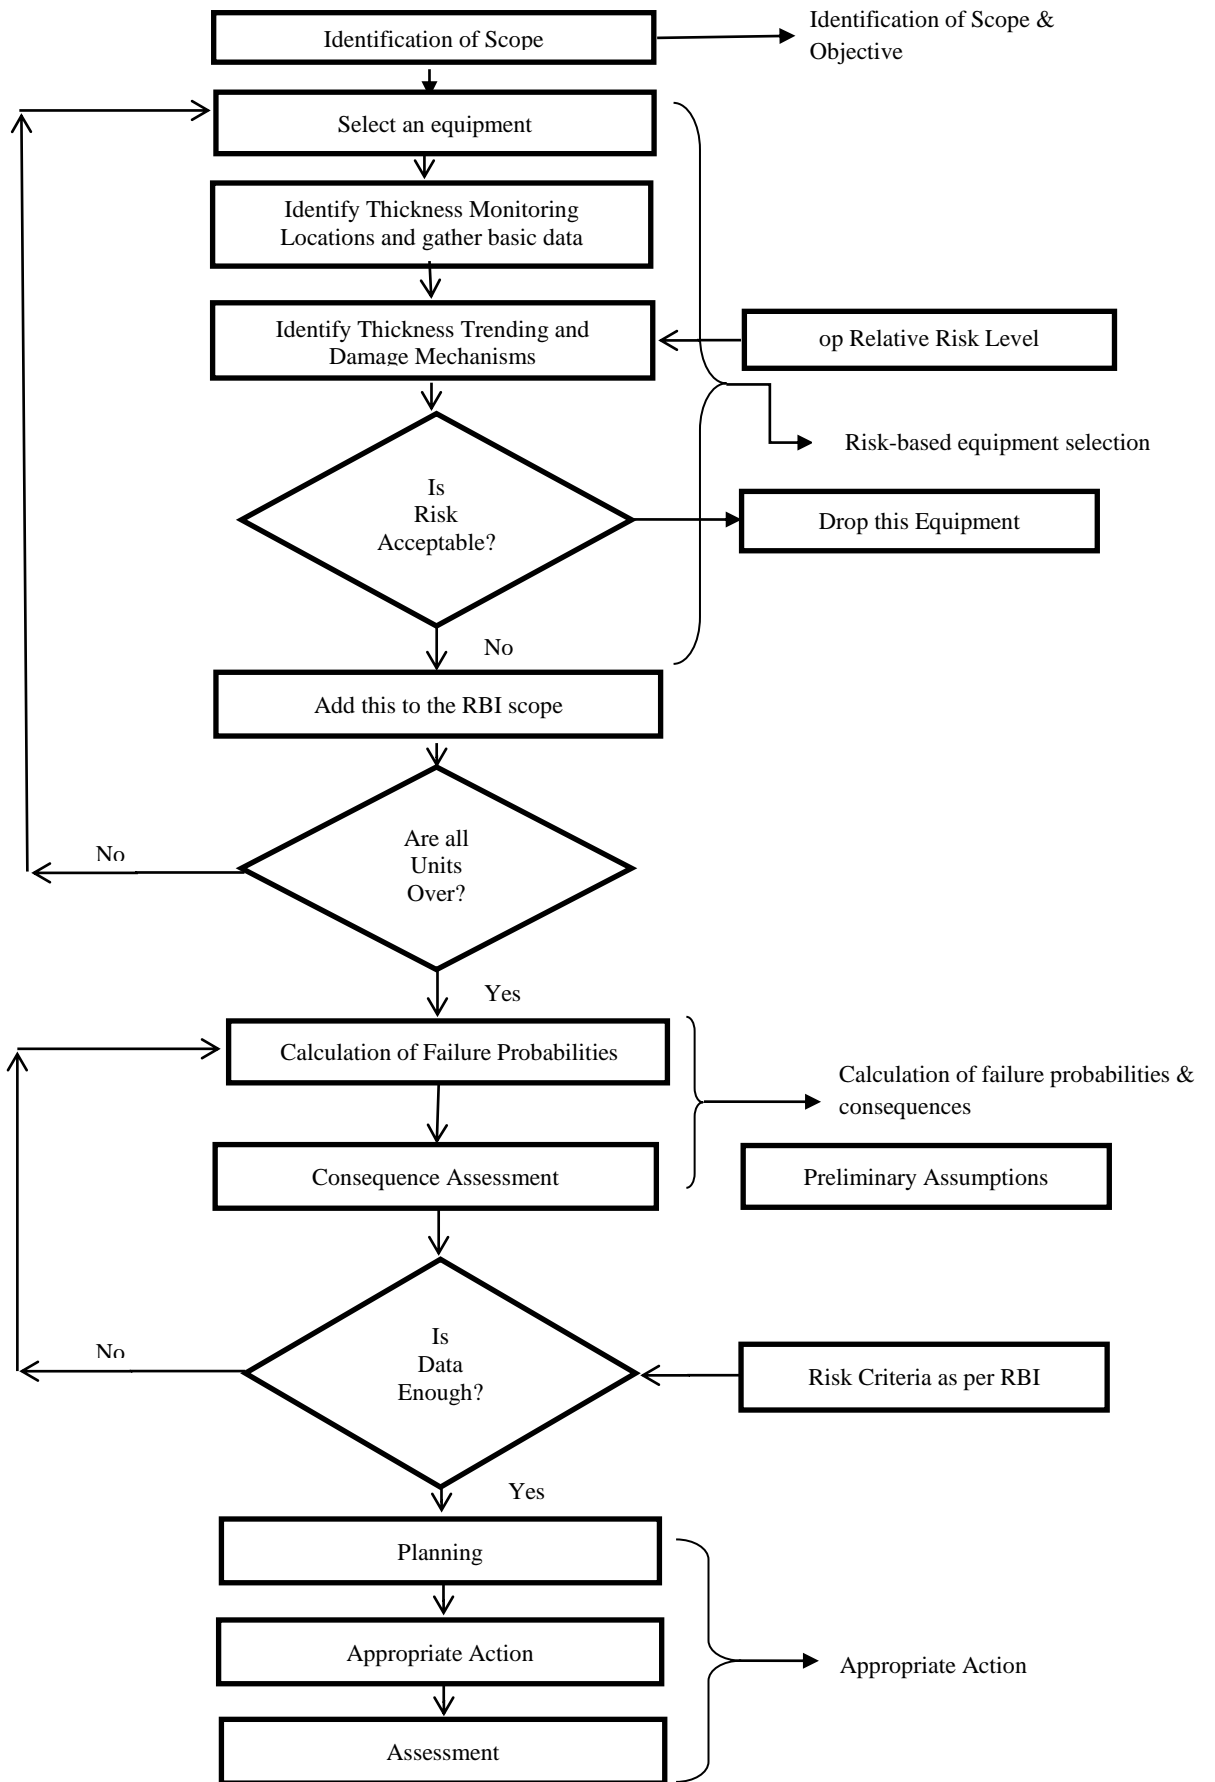 Identification of Scope
Identification of Scope &
Objective
Select an equipment
Identify Thickness Monitoring
Locations and gather basic data
Identify Thickness Trending and
Damage Mechanisms
op Relative Risk Level
Risk-based equipment selection
Is
Risk
Acceptable?
Drop this Equipment
No
Add this to the RBI scope
Are all
Units
Over?
No
Yes
Calculation of Failure Probabilities
Calculation of failure probabilities &
consequences
Consequence Assessment
Preliminary Assumptions
Is
Data
Enough?
No
Risk Criteria as per RBI
Yes
Planning
Appropriate Action
Appropriate Action
Assessment